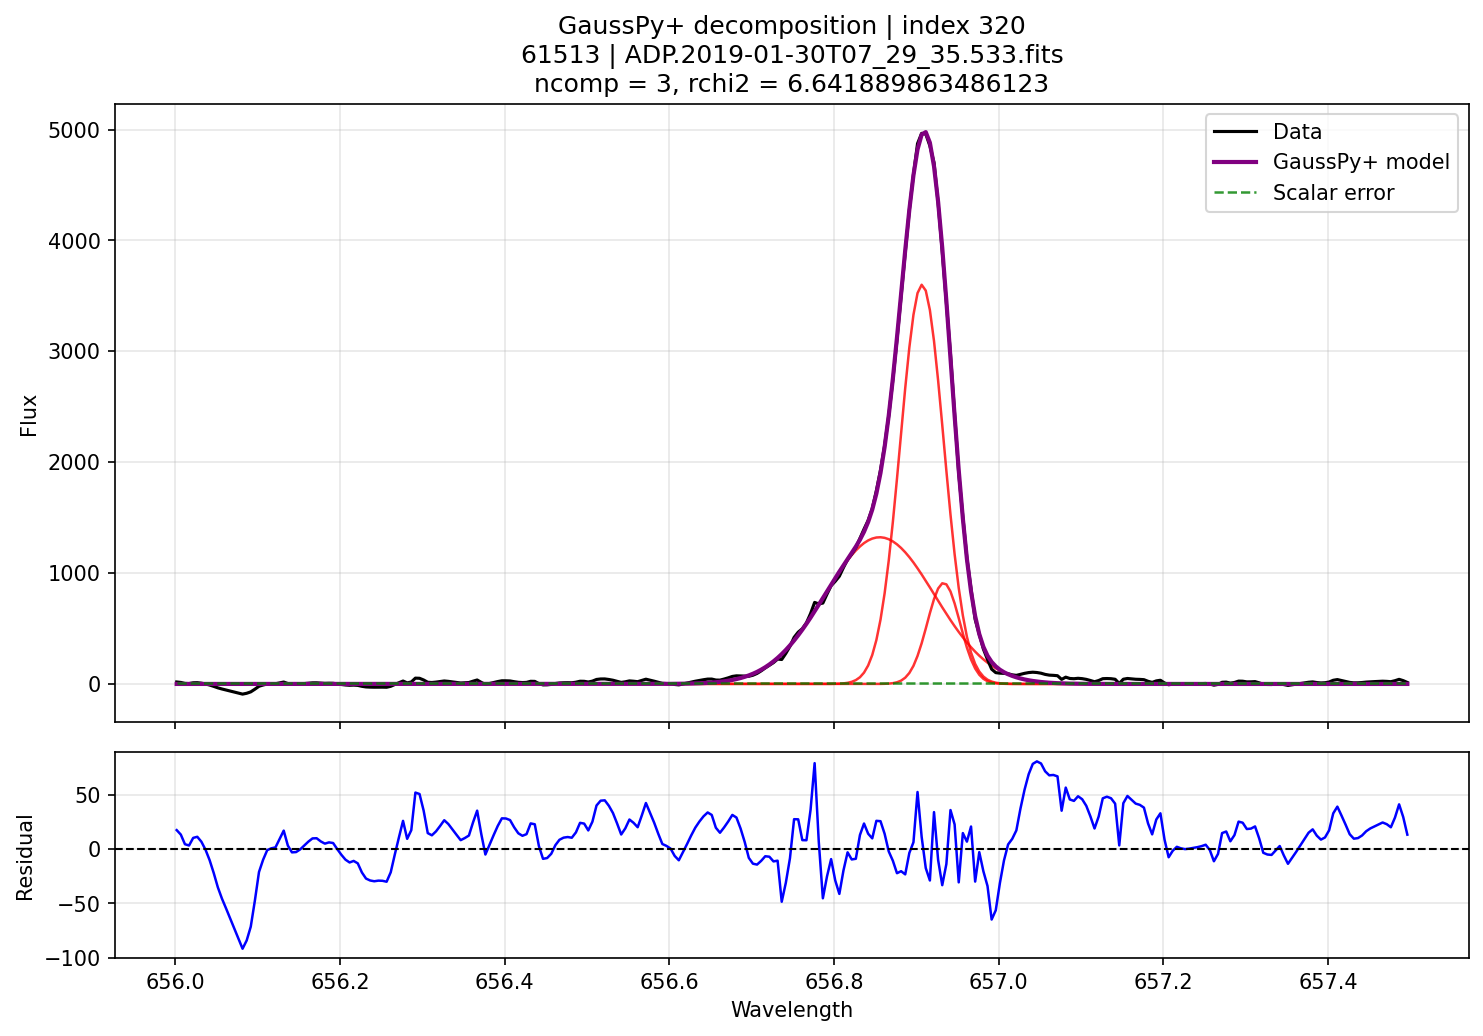 GaussPy+ decomposition | index 320
61513 | ADP.2019-01-30T07_29_35.533.fits
ncomp = 3, rchi2 = 6.641889863486123
Data
GaussPy+ model
Scalar error
5000
4000
3000
2000
1000
0
Flux
50
0
−50
−100
Residual
656.0
656.2
656.4
656.6
656.8
657.0
657.2
657.4
Wavelength